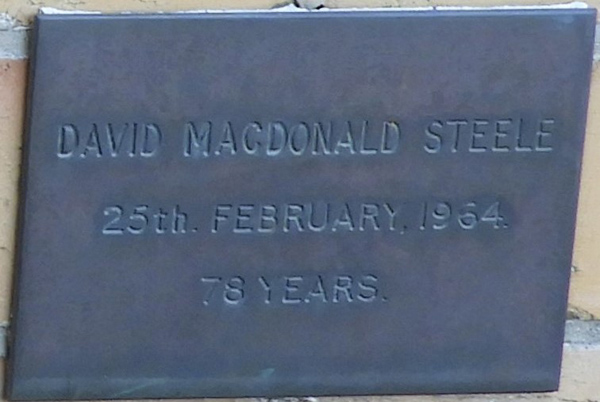 DAVID MACDONALD STEELE
25th. FEBRUARY, 1964.
78 YEARS.